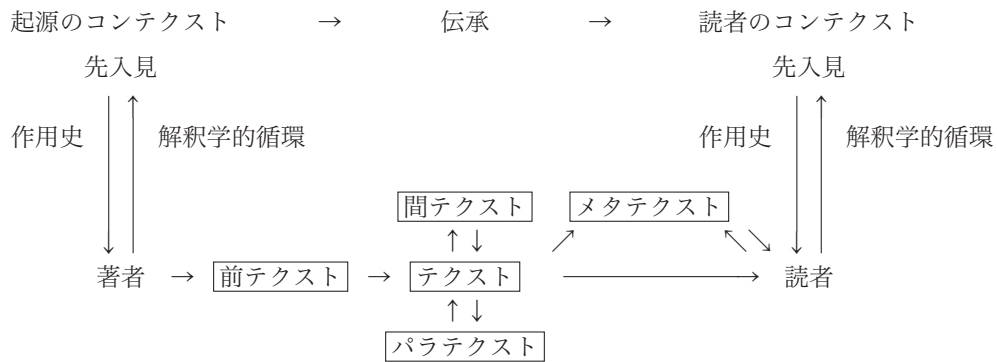 起源のコンテクスト → 伝承 → 読者のコンテクスト
先入見 先入見
作用史 解釈学的循環 作用史 解釈学的循環
間テクスト メタテクスト
著者 → 前テクスト → テクスト → 読者
パラテクスト